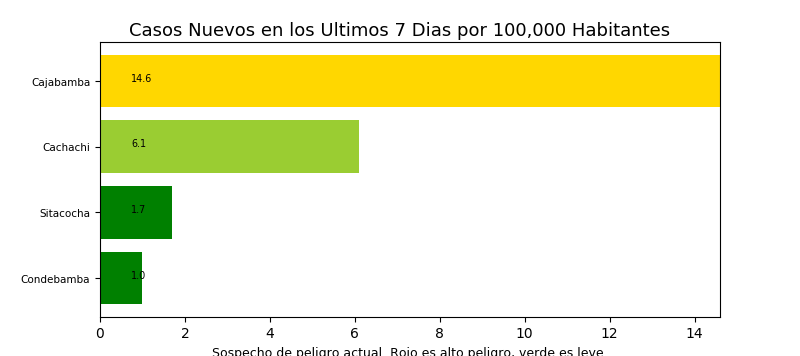 Casos Nuevos en los Ultimos 7 Dias por 100,000 Habitantes
Cajabamba 14.6
Cachachi 6.1
Sitacocha 1.7
Condebamba 1.0
0 2 4 6 8 10 12 14
Sospecho de peligro actual. Rojo es alto peligro, verde es leve